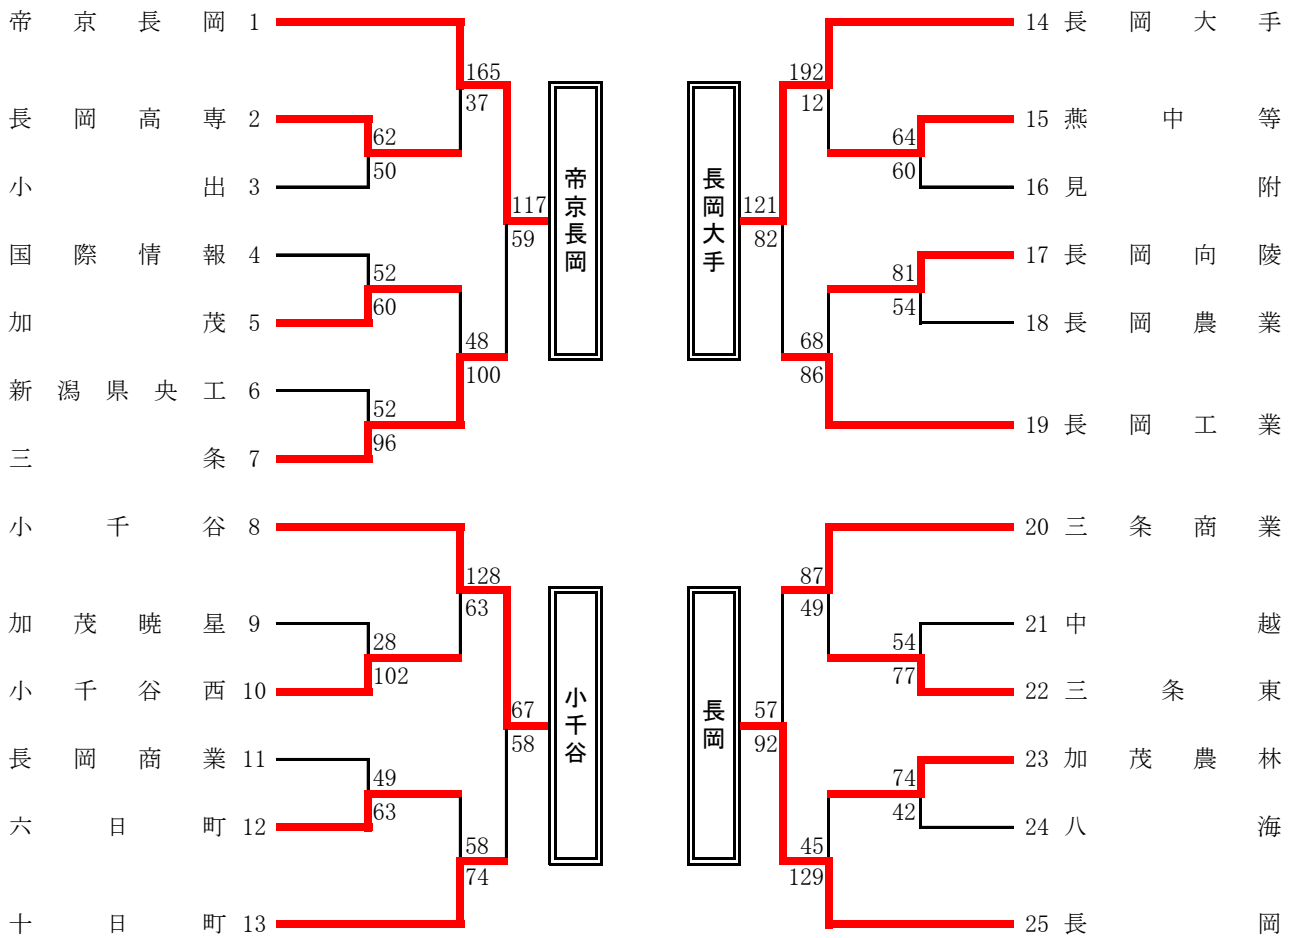 帝京長岡 1
165
37
長岡高専 2
62
50
小出 3
117
59
国際情報 4
52
60
加茂 5
48
100
新潟県央工 6
52
96
三条 7
帝京長岡
小千谷 8
128
63
加茂暁星 9
28
102
小千谷西 10
67
58
長岡商業 11
49
63
六日町 12
58
74
十日町 13
小千谷
14 長岡大手
192
12
15 燕中等
64
60
16 見附
121
82
17 長岡向陵
81
54
18 長岡農業
68
86
19 長岡工業
長岡大手
20 三条商業
87
49
21 中越
54
77
22 三条東
57
92
23 加茂農林
74
42
24 八海
45
129
25 長岡
長岡